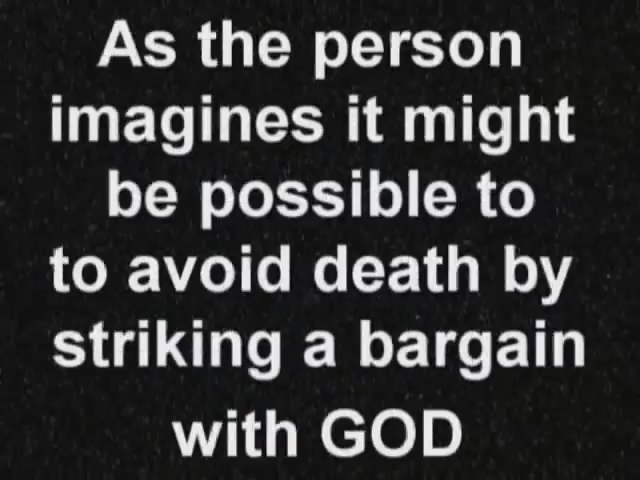 As the person
imagines it might
be possible to
to avoid death by
striking a bargain
with GOD